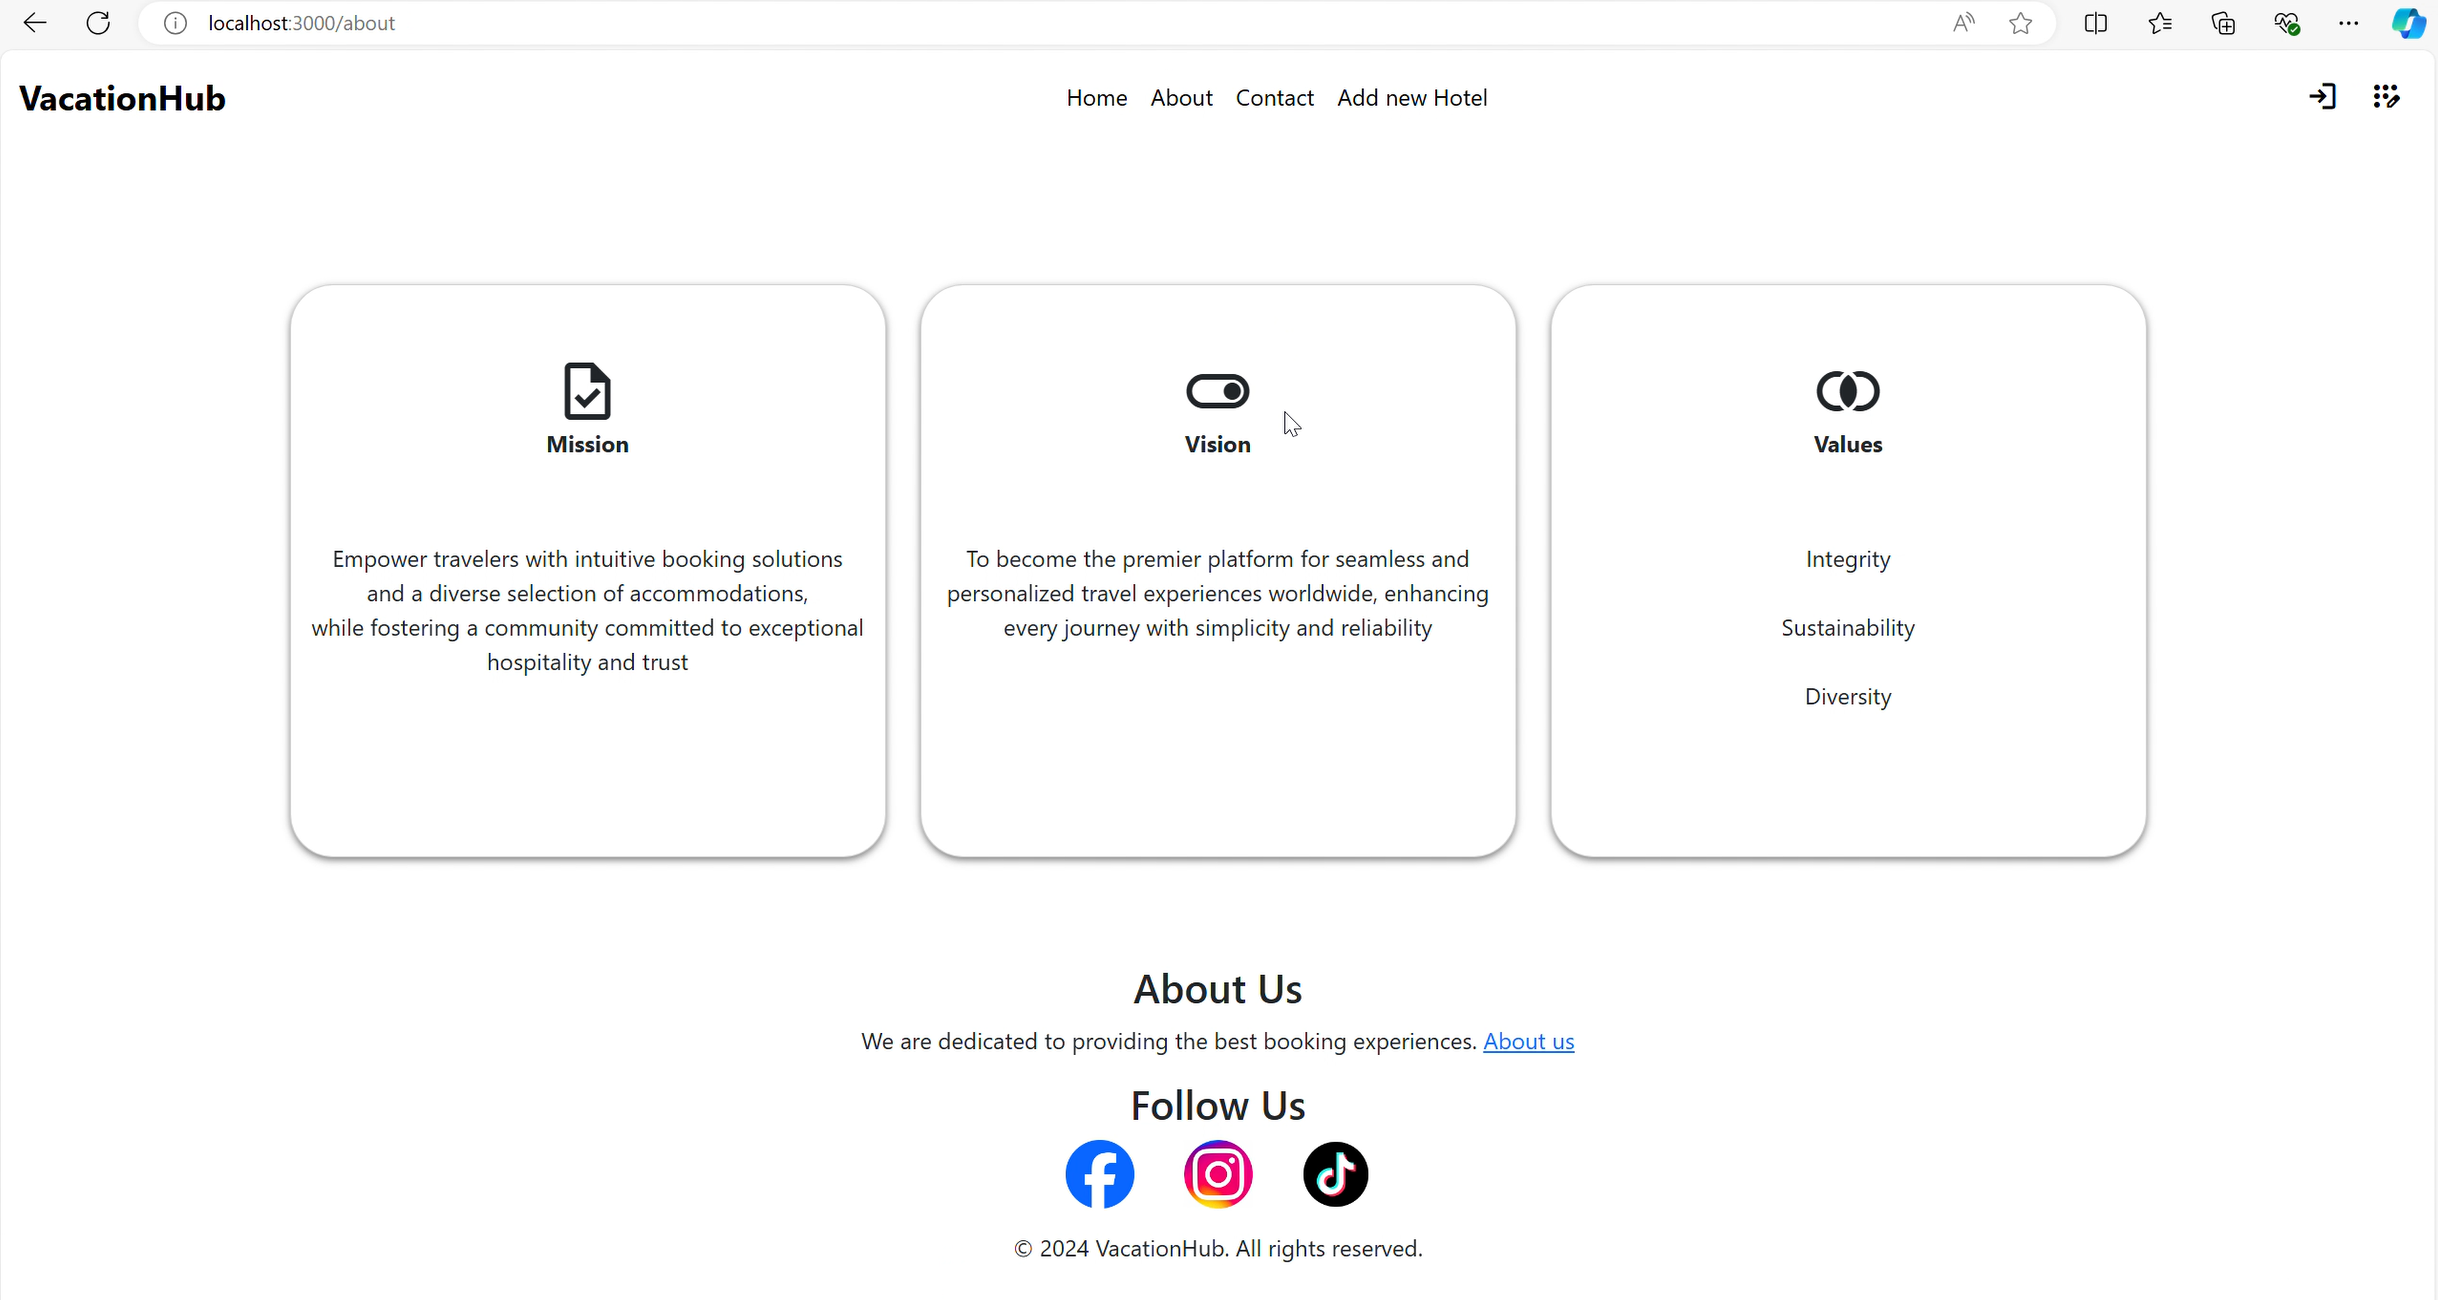 localhost:3000/about
VacationHub
Home About Contact Add new Hotel
Mission
Empower travelers with intuitive booking solutions
and a diverse selection of accommodations,
while fostering a community committed to exceptional
hospitality and trust
Vision
To become the premier platform for seamless and
personalized travel experiences worldwide, enhancing
every journey with simplicity and reliability
Values
Integrity
Sustainability
Diversity
About Us
We are dedicated to providing the best booking experiences. About us
Follow Us
© 2024 VacationHub. All rights reserved.